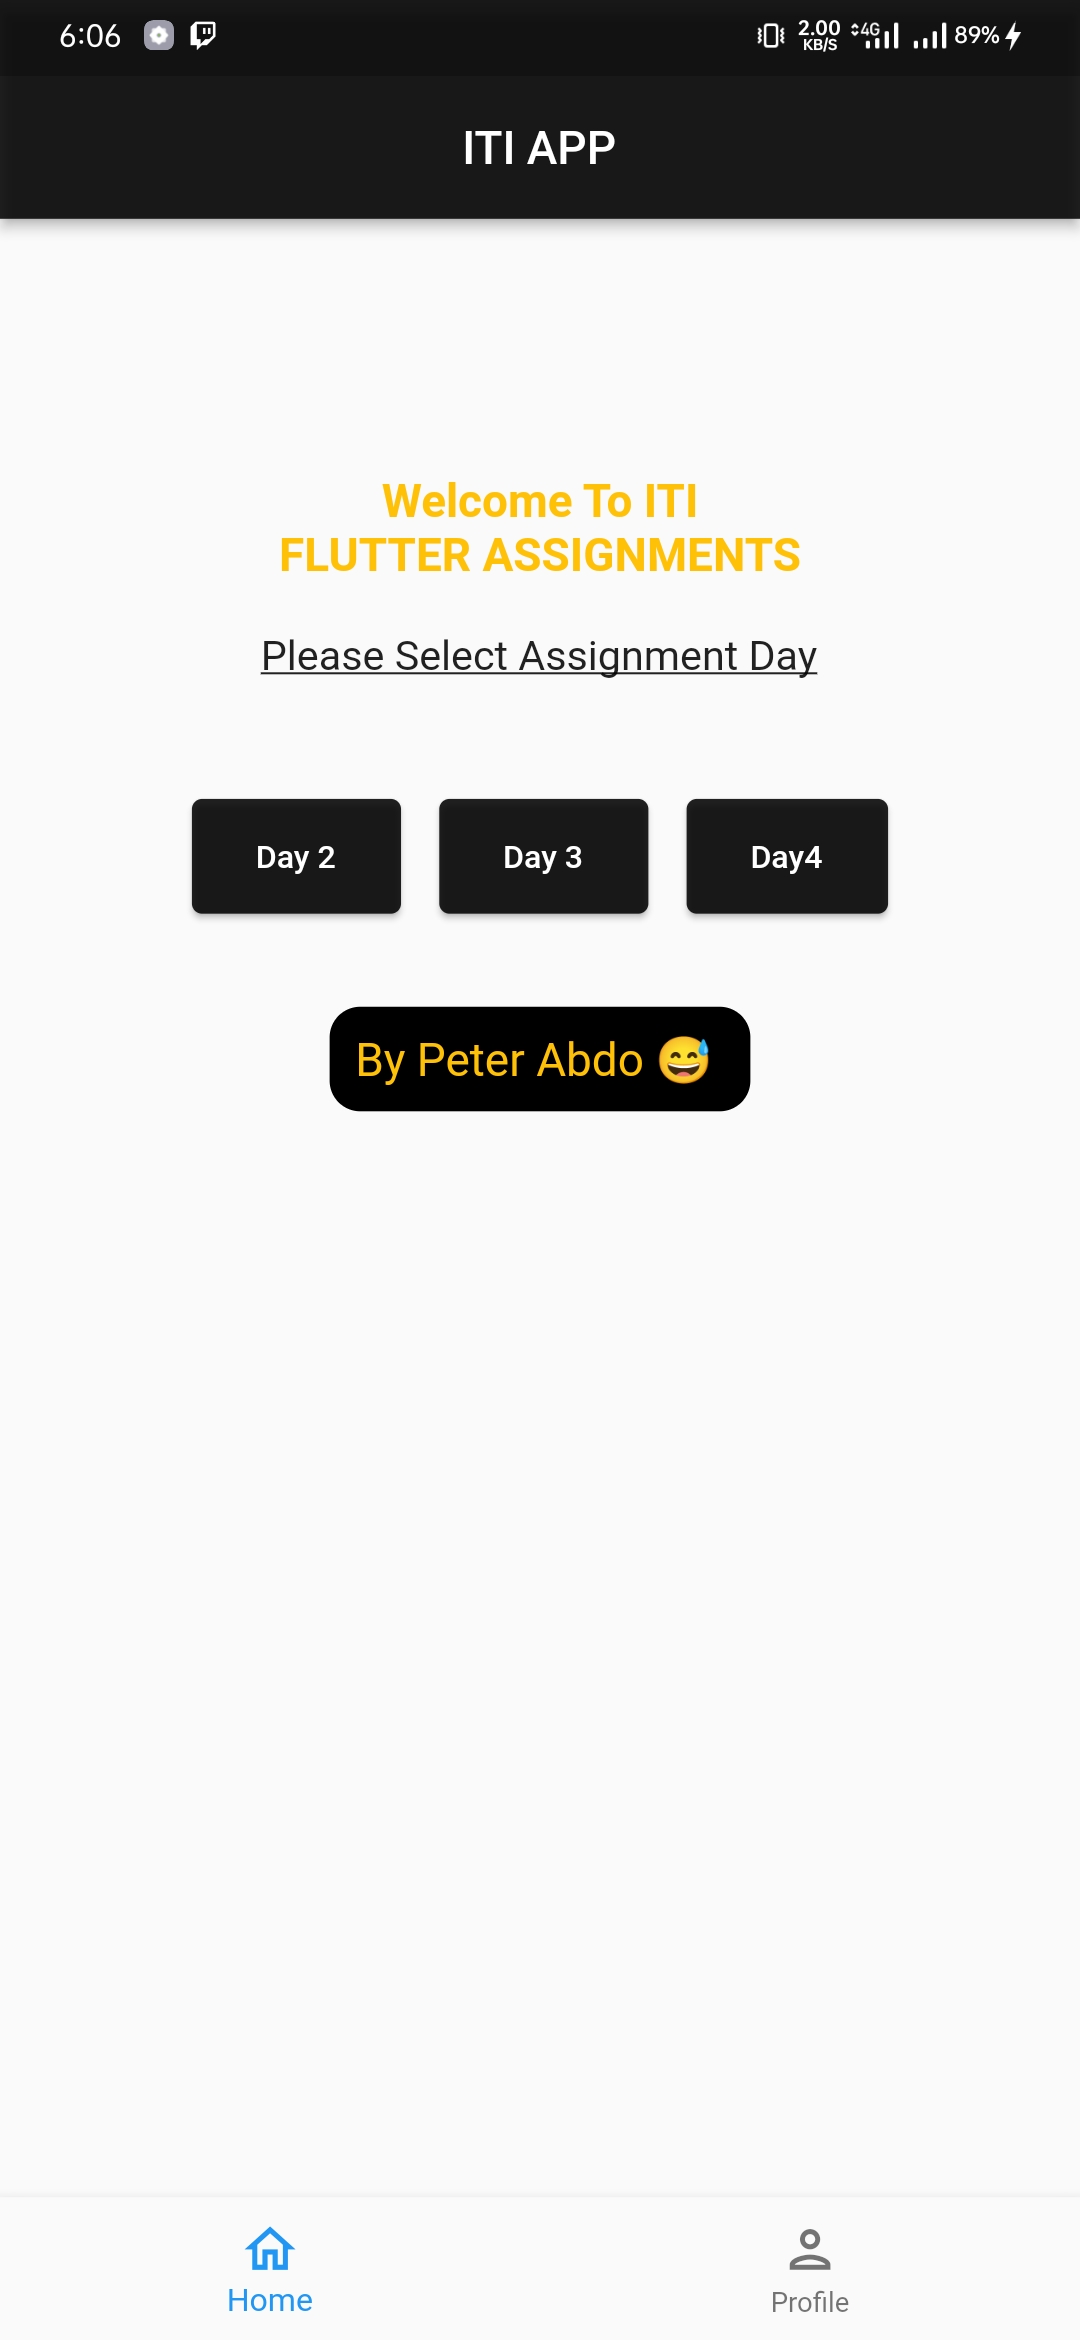 6:06 2.00 KB/S 4G 89%
ITI APP
Welcome To ITI
FLUTTER ASSIGNMENTS
Please Select Assignment Day
Day 2 Day 3 Day4
By Peter Abdo 😅
Home Profile